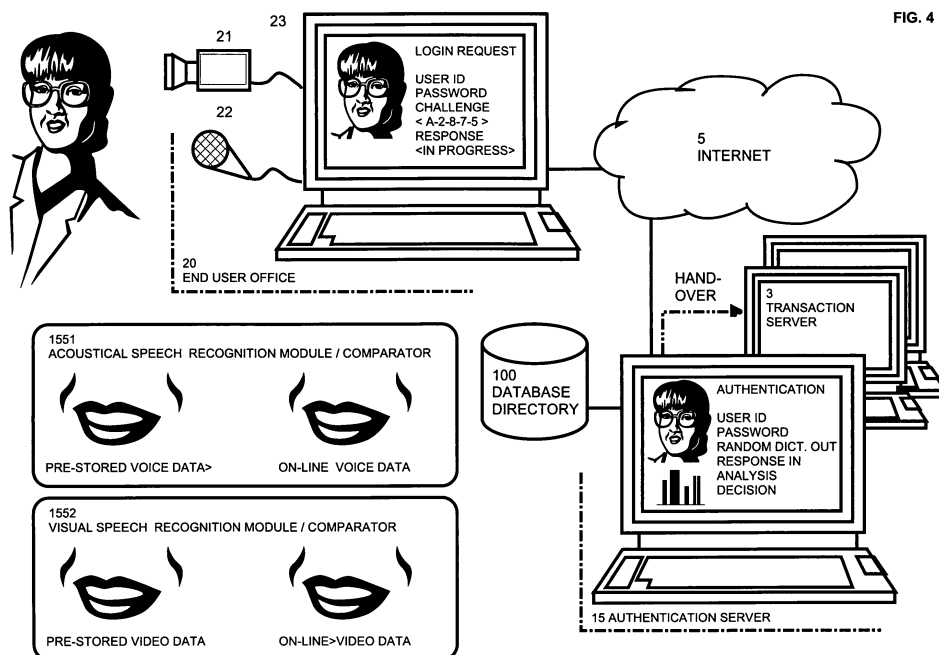 FIG. 4
21
23
22
LOGIN REQUEST
USER ID
PASSWORD
CHALLENGE
< A-2-8-7-5 >
RESPONSE
<IN PROGRESS>
5
INTERNET
20
END USER OFFICE
HAND-
OVER
3
TRANSACTION
SERVER
100
DATABASE
DIRECTORY
AUTHENTICATION
USER ID
PASSWORD
RANDOM DICT. OUT
RESPONSE IN
ANALYSIS
DECISION
15 AUTHENTICATION SERVER
1551
ACOUSTICAL SPEECH RECOGNITION MODULE / COMPARATOR
PRE-STORED VOICE DATA>
ON-LINE VOICE DATA
1552
VISUAL SPEECH RECOGNITION MODULE / COMPARATOR
PRE-STORED VIDEO DATA
ON-LINE>VIDEO DATA